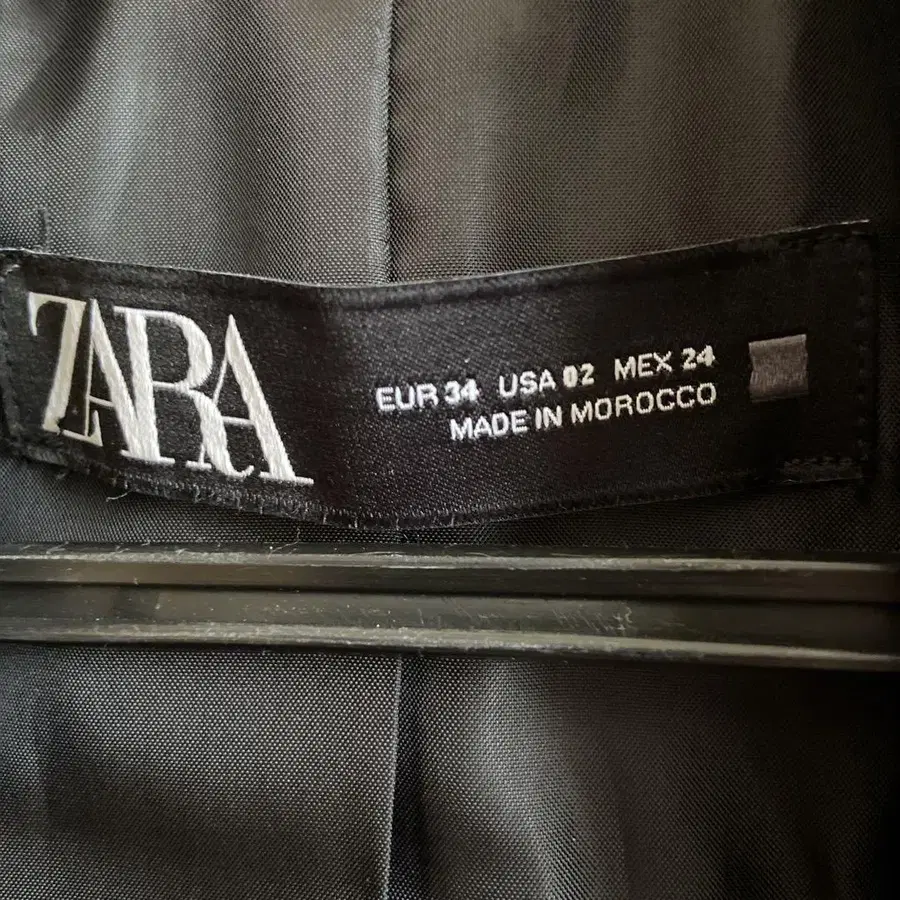 ZARA
EUR 34 USA 02 MEX 24
MADE IN MOROCCO